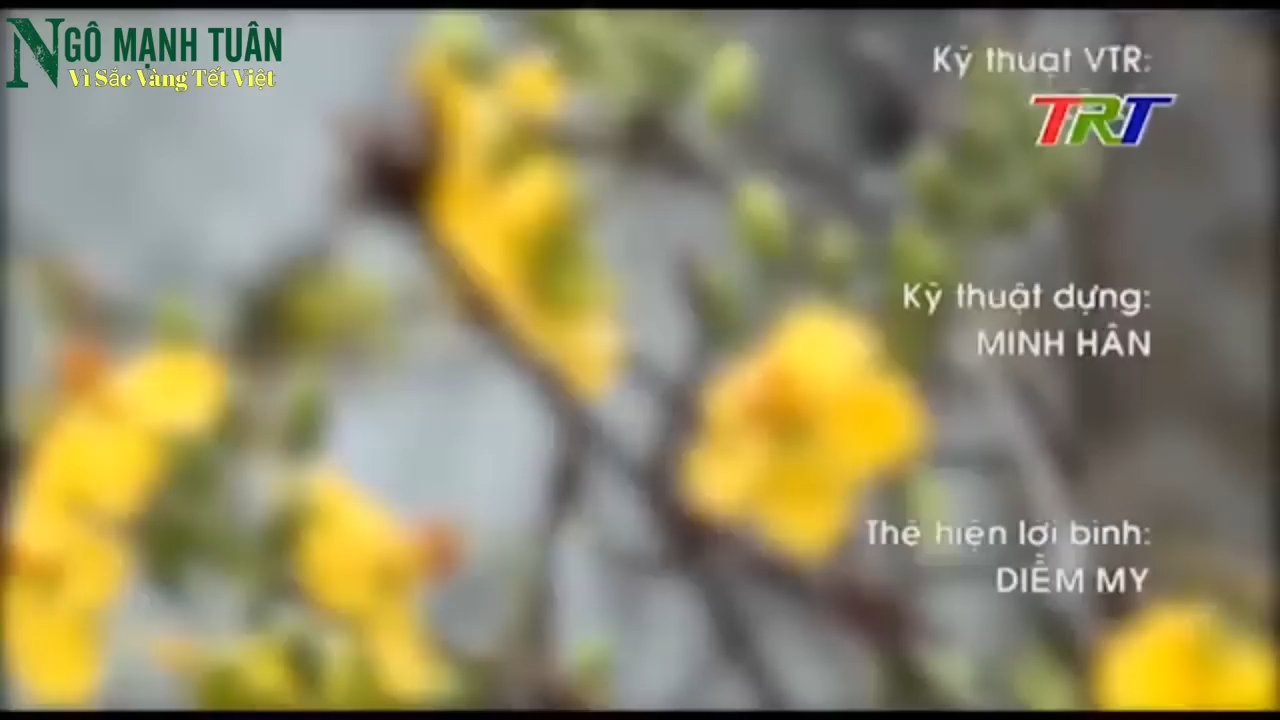 NGÔ MẠNH TUÂN
Vì Sắc Vàng Tết Việt
Kỹ thuật VTR:
TRT
Kỹ thuật dựng:
MINH HÂN
Thể hiện lời bình:
DIỄM MY